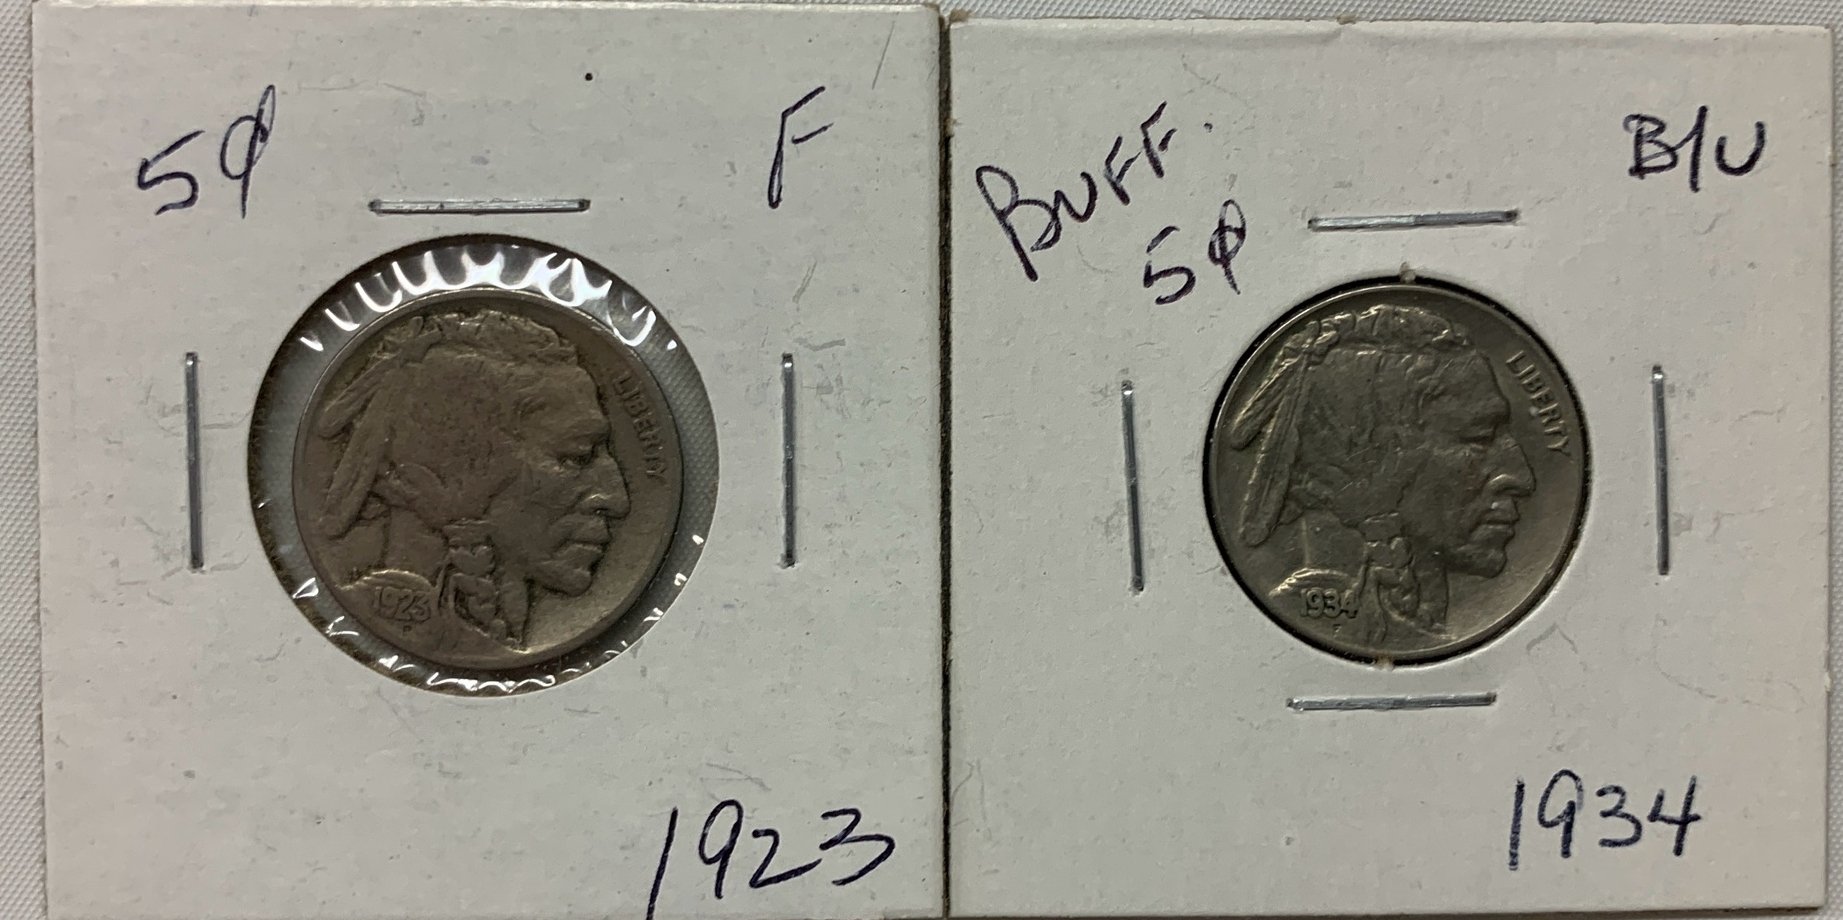 5¢
F
LIBERTY
1923
F
1923
BUFF.
5¢
B/U
LIBERTY
1934
F
1934